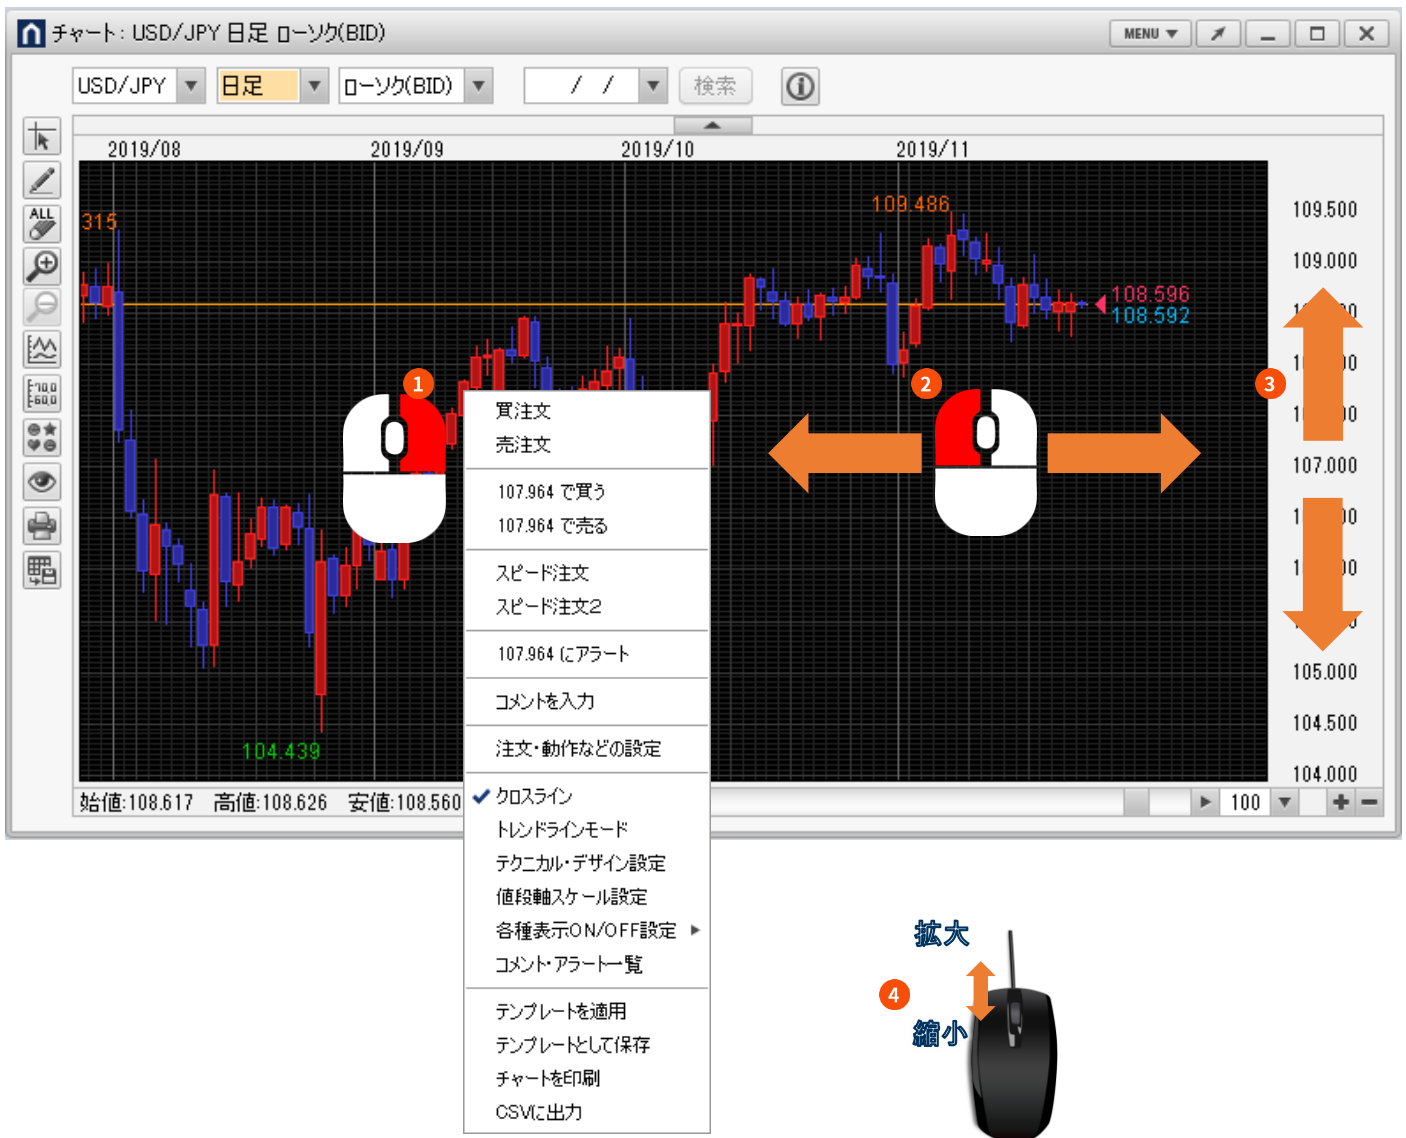 チャート: USD/JPY 日足 ローソク(BID)
MENU
USD/JPY
日足
ローソク(BID)
/ /
検索
ALL
2019/08
2019/09
2019/10
2019/11
315
109.486
108.596
108.592
104.439
109.500
109.000
107.000
105.000
104.500
104.000
始値:108.617 高値:108.626 安値:108.560
100
1
2
3
買注文
売注文
107.964 で買う
107.964 で売る
スピード注文
スピード注文2
107.964 にアラート
コメントを入力
注文・動作などの設定
クロスライン
トレンドラインモード
テクニカル・デザイン設定
値段軸スケール設定
各種表示ON/OFF設定
コメント・アラート一覧
テンプレートを適用
テンプレートとして保存
チャートを印刷
CSVに出力
拡大
4
縮小